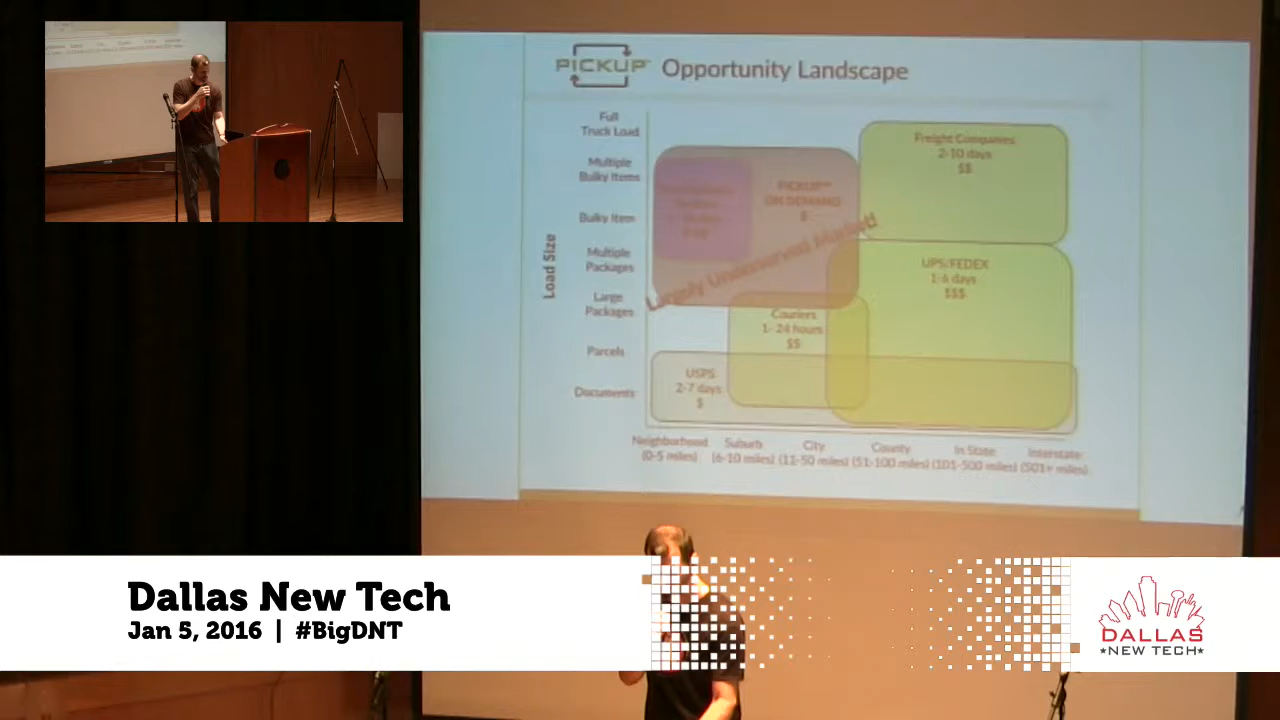 PICKUP Opportunity Landscape
Full
Truck Load
Multiple
Bulky Items
Bulky Item
Multiple
Packages
Large
Packages
Parcels
Documents
Load Size
Freight Companies
2-10 days
$$
PICKUP
ON DEMAND
$
Largely Underserved Market!
UPS/FEDEX
1-6 days
$$$
Couriers
1- 24 hours
$$
USPS
2-7 days
$
Neighborhood Suburb City County In State Interstate
(0-5 miles) (6-10 miles) (11-50 miles) (51-100 miles) (101-500 miles) (501+ miles)
Dallas New Tech
Jan 5, 2016 | #BigDNT
DALLAS
NEW TECH